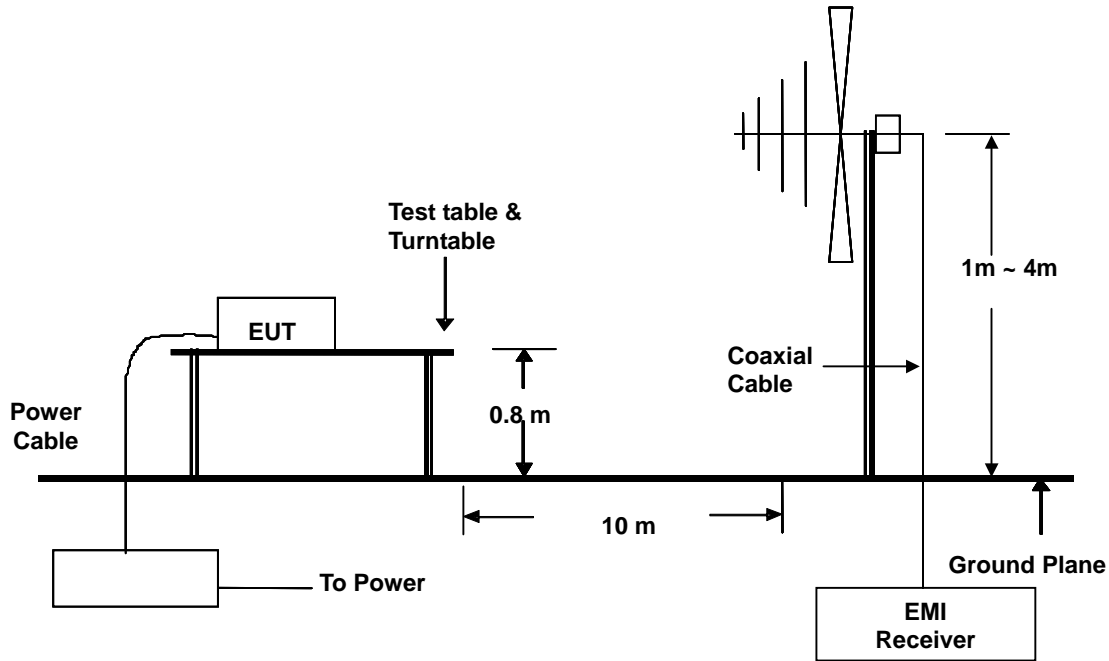 Test table &
Turntable
1m ~ 4m
EUT
Coaxial
Cable
0.8 m
Power
Cable
10 m
Ground Plane
To Power
EMI
Receiver